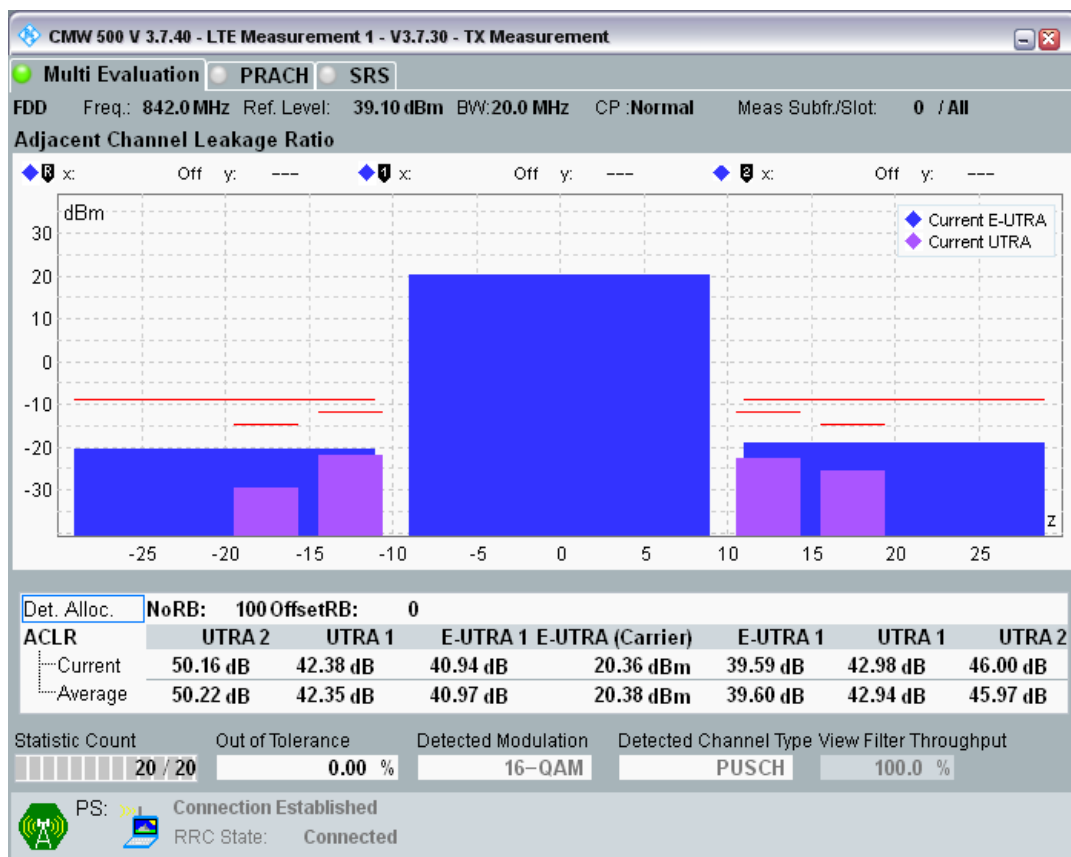 CMW 500 V 3.7.40 - LTE Measurement 1 - V3.7.30 - TX Measurement
Multi Evaluation PRACH SRS
FDD Freq.: 842.0 MHz Ref. Level: 39.10 dBm BW:20.0 MHz CP :Normal Meas Subfr./Slot: 0 / All
Adjacent Channel Leakage Ratio
R x: Off y: --- 1 x: Off y: --- 2 x: Off y: ---
dBm
Current E-UTRA
Current UTRA
30
20
10
0
-10
-20
-30
z
-25 -20 -15 -10 -5 0 5 10 15 20 25
Det. Alloc. NoRB: 100 OffsetRB: 0
ACLR UTRA 2 UTRA 1 E-UTRA 1 E-UTRA (Carrier) E-UTRA 1 UTRA 1 UTRA 2
Current 50.16 dB 42.38 dB 40.94 dB 20.36 dBm 39.59 dB 42.98 dB 46.00 dB
Average 50.22 dB 42.35 dB 40.97 dB 20.38 dBm 39.60 dB 42.94 dB 45.97 dB
Statistic Count Out of Tolerance Detected Modulation Detected Channel Type View Filter Throughput
20 / 20 0.00 % 16-QAM PUSCH 100.0 %
PS: Connection Established
RRC State: Connected